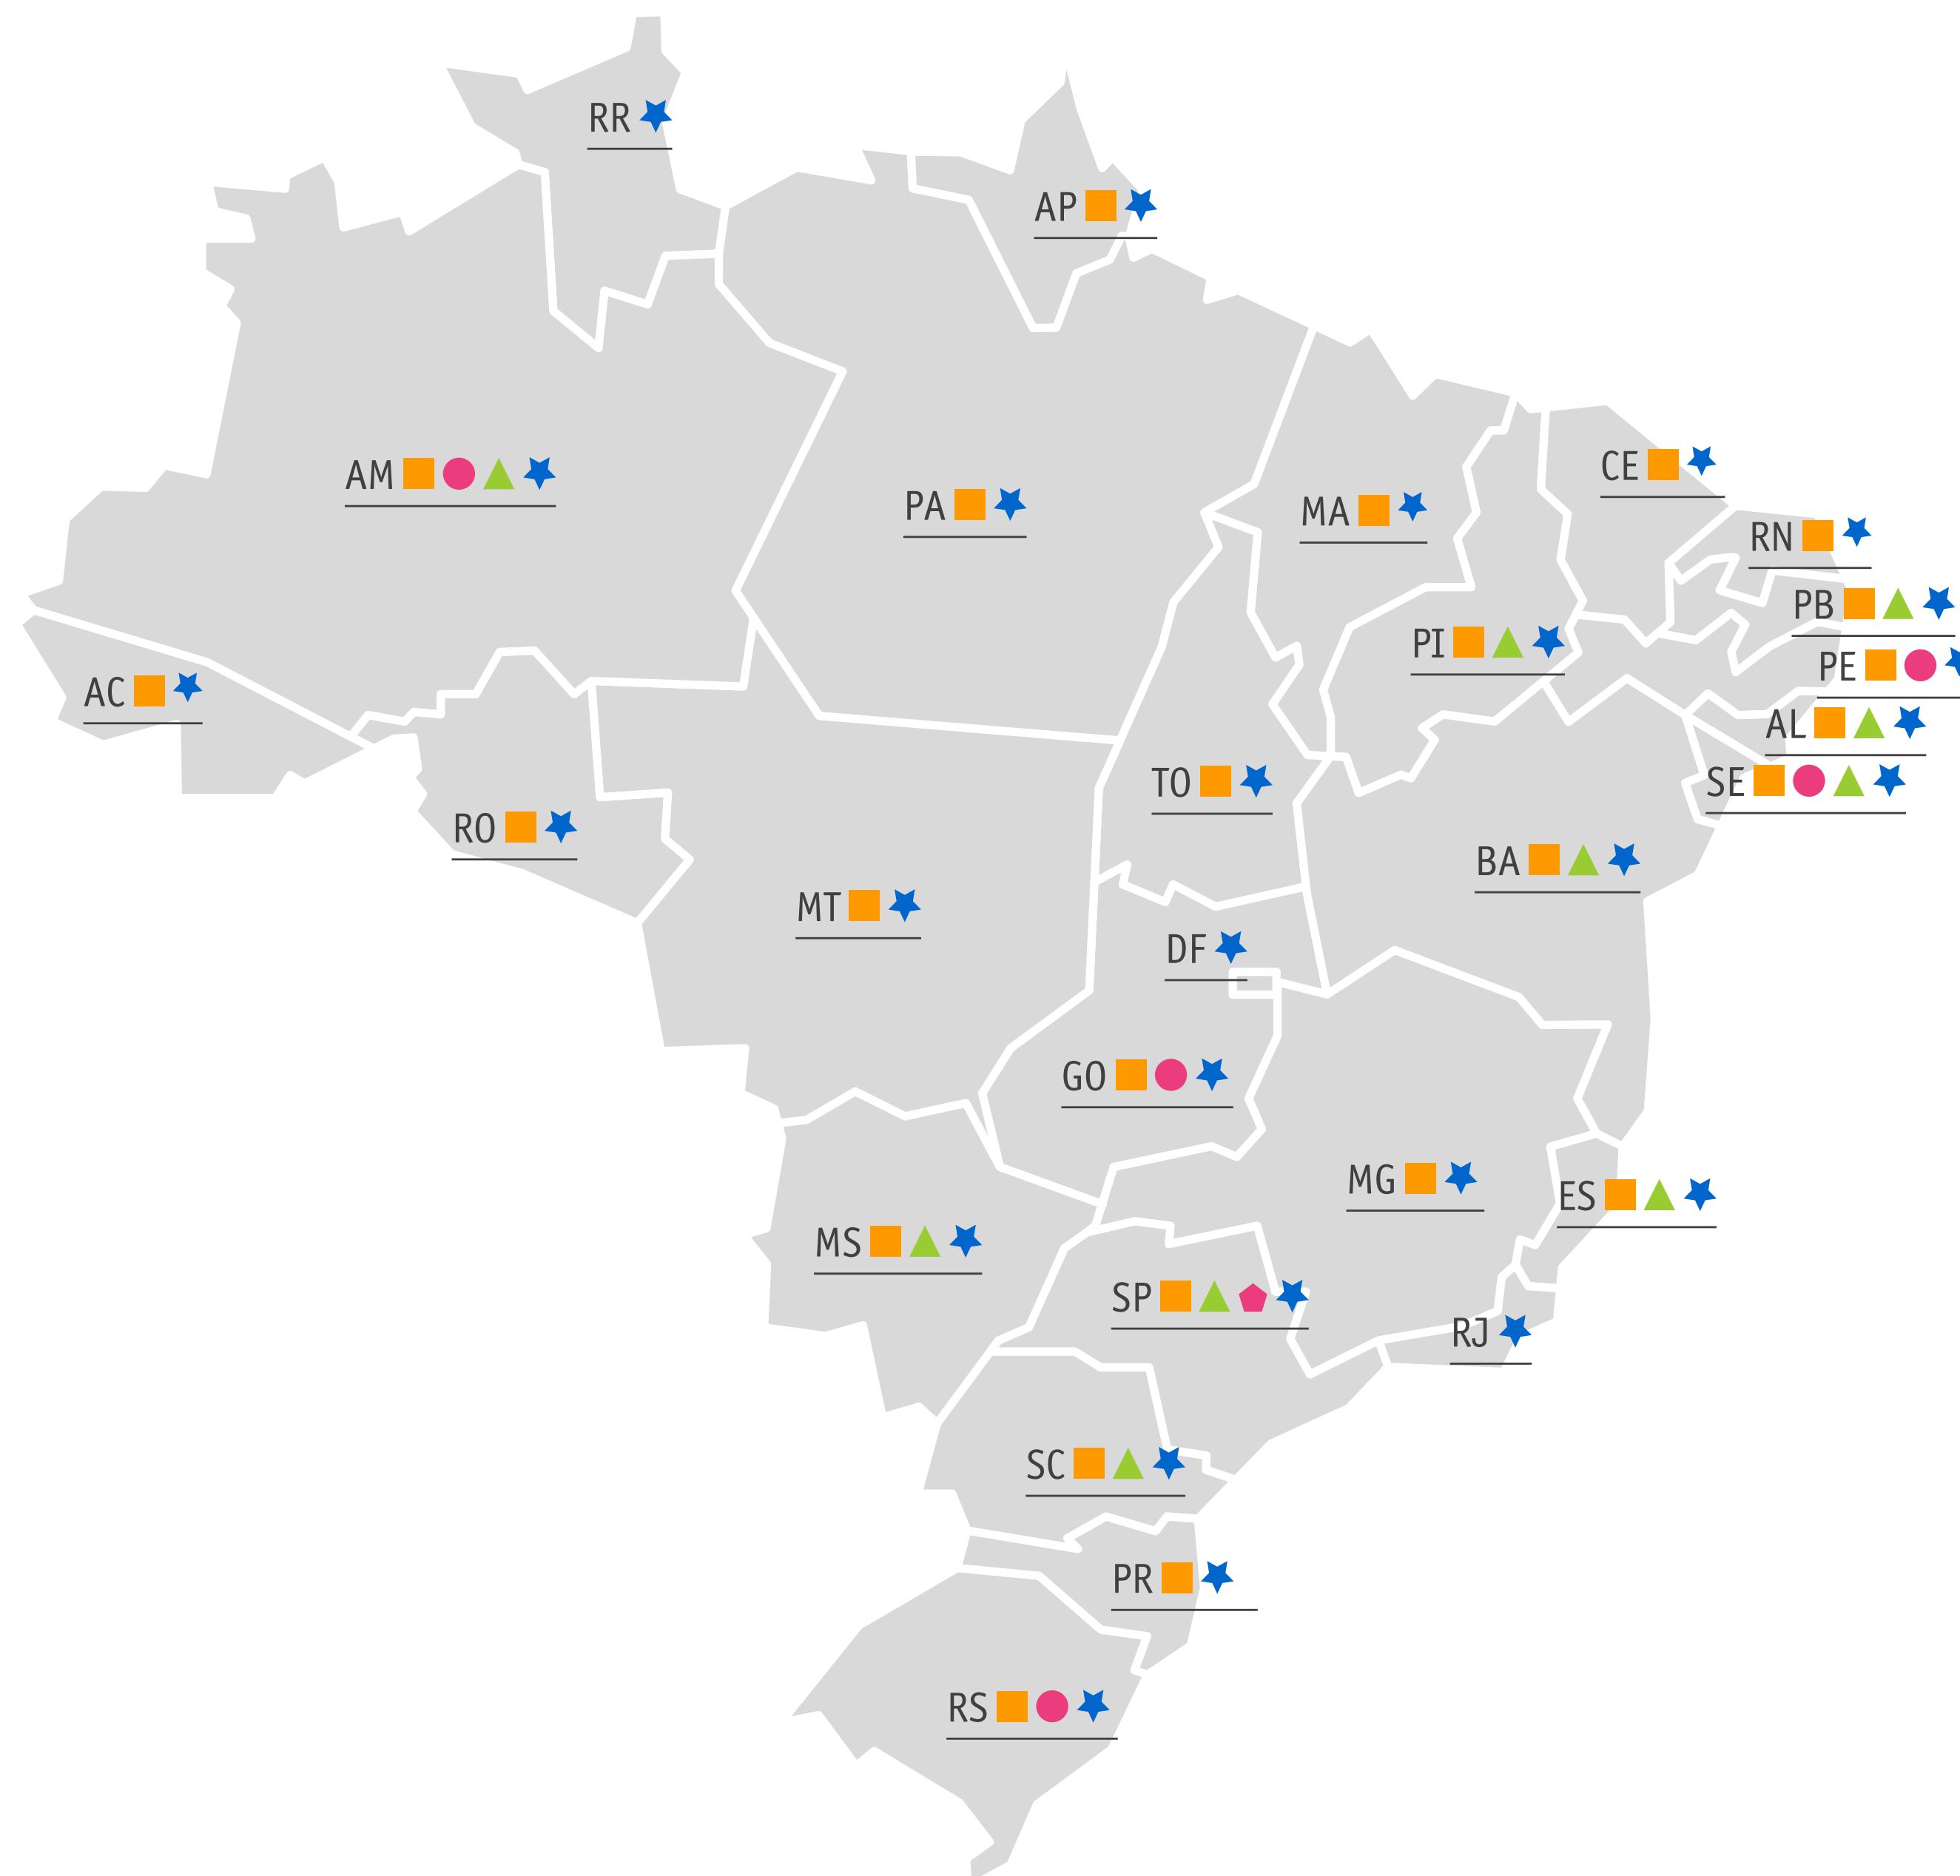 RR
AP
AM
CE
PA
MA
RN
PB
PI
PE
AC
AL
TO
SE
RO
BA
MT
DF
GO
MG
ES
MS
SP
RJ
SC
PR
RS